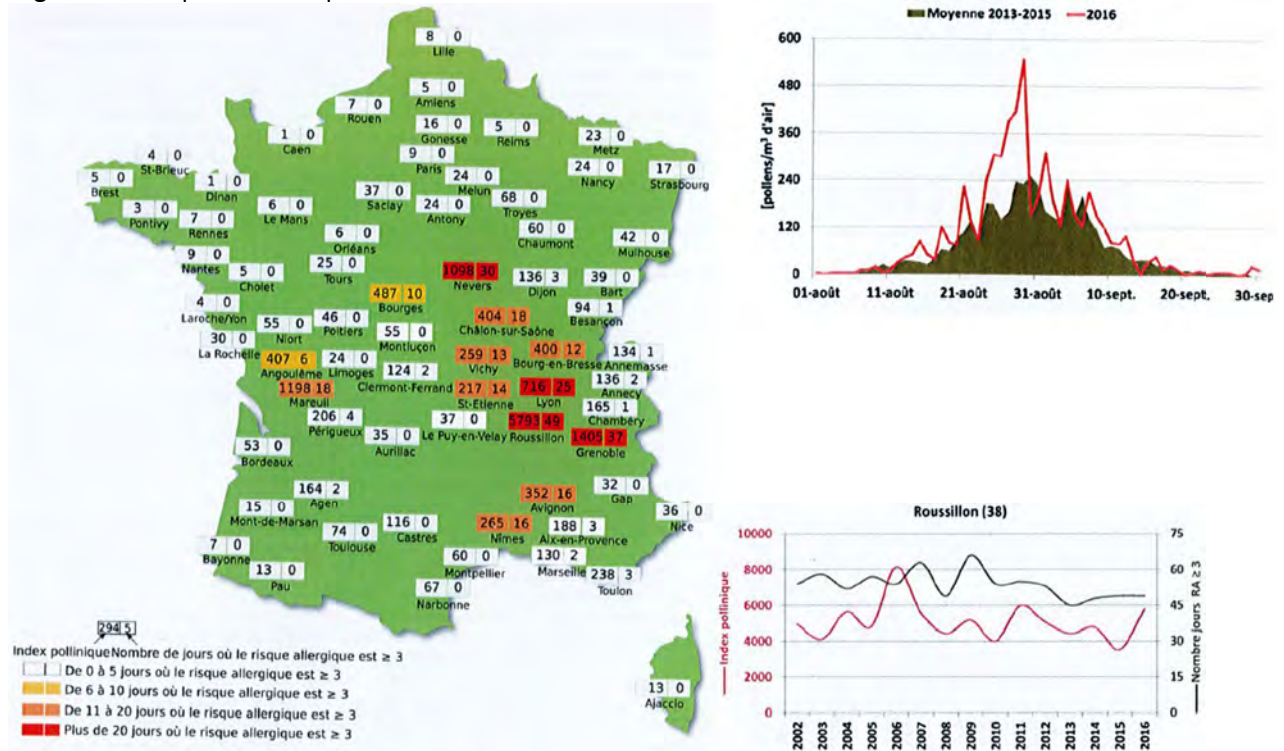 8 0
Lille
5 0
Amiens
7 0
Rouen
16 0
Gonesse
5 0
Reims
23 0
Metz
1 0
Caen
9 0
Paris
24 0
Nancy
17 0
Strasbourg
4 0
St-Brieuc
5 0
Brest
1 0
Dinan
37 0
Saclay
24 0
Melun
24 0
Antony
68 0
Troyes
3 0
Pontivy
7 0
Rennes
6 0
Le Mans
6 0
Orléans
60 0
Chaumont
42 0
Mulhouse
9 0
Nantes
5 0
Cholet
25 0
Tours
1098 30
Nevers
136 3
Dijon
39 0
Bart
487 10
Bourges
4 0
Laroche/Yon
55 0
Niort
46 0
Poitiers
55 0
Montluçon
404 18
Châlon-sur-Saône
94 1
Besançon
30 0
La Rochelle
407 6
Angoulême
24 0
Limoges
124 2
Clermont-Ferrand
259 13
Vichy
400 12
Bourg-en-Bresse
134 1
Annemasse
1198 18
Mareuil
217 14
St-Etienne
716 25
Lyon
136 2
Annecy
165 1
Chambéry
206 4
Périgueux
35 0
Aurillac
37 0
Le Puy-en-Velay
5793 49
Roussillon
1405 37
Grenoble
53 0
Bordeaux
164 2
Agen
352 16
Avignon
32 0
Gap
15 0
Mont-de-Marsan
74 0
Toulouse
116 0
Castres
265 16
Nîmes
188 3
Aix-en-Provence
36 0
Nice
7 0
Bayonne
13 0
Pau
60 0
Montpellier
130 2
Marseille
238 3
Toulon
67 0
Narbonne
13 0
Ajaccio
294 5
Index pollinique Nombre de jours où le risque allergique est ≥ 3
De 0 à 5 jours où le risque allergique est ≥ 3
De 6 à 10 jours où le risque allergique est ≥ 3
De 11 à 20 jours où le risque allergique est ≥ 3
Plus de 20 jours où le risque allergique est ≥ 3
Moyenne 2013-2015 2016
[pollens/m³ d'air]
600
480
360
240
120
0
01-août 11-août 21-août 31-août 10-sept. 20-sept. 30-sep
Roussillon (38)
Index pollinique
10000
8000
6000
4000
2000
0
75
60
45
30
15
0
Nombre jours RA ≥ 3
2002 2003 2004 2005 2006 2007 2008 2009 2010 2011 2012 2013 2014 2015 2016